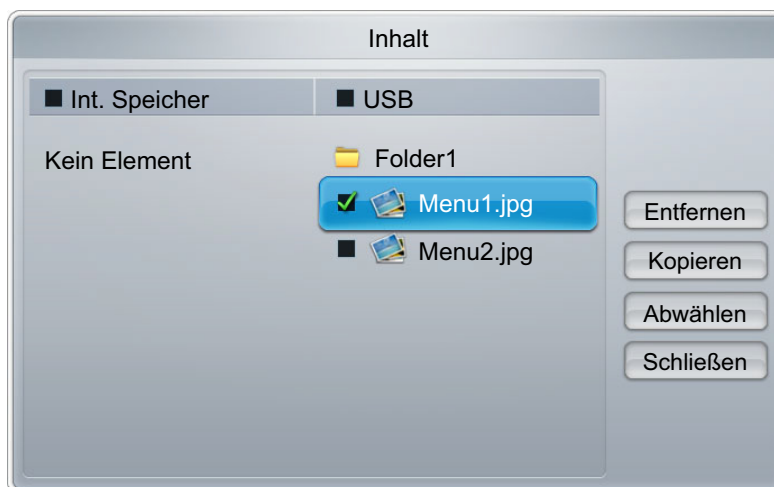 Inhalt
Int. Speicher
USB
Kein Element
Folder1
Menu1.jpg
Menu2.jpg
Entfernen
Kopieren
Abwählen
Schließen